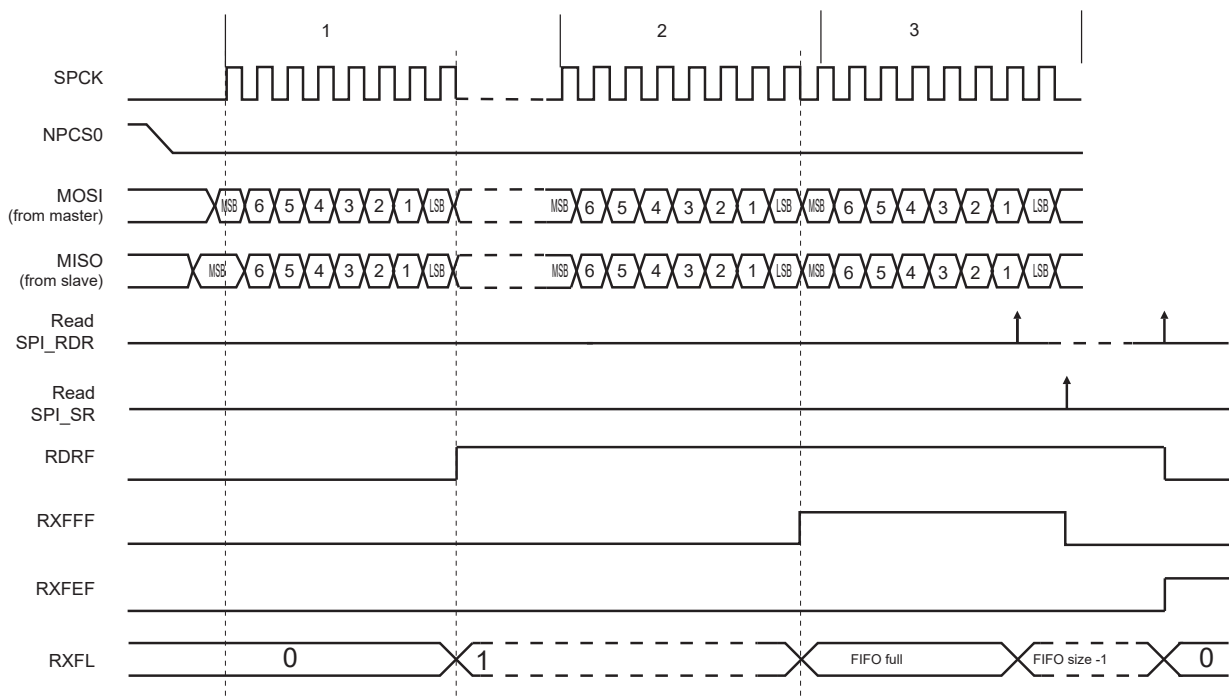 1 2 3
SPCK
NPCS0
MOSI
(from master)
MSB 6 5 4 3 2 1 LSB MSB 6 5 4 3 2 1 LSB MSB 6 5 4 3 2 1 LSB
MISO
(from slave)
MSB 6 5 4 3 2 1 LSB MSB 6 5 4 3 2 1 LSB MSB 6 5 4 3 2 1 LSB
Read
SPI_RDR
Read
SPI_SR
RDRF
RXFFF
RXFEF
RXFL 0 1 FIFO full FIFO size -1 0